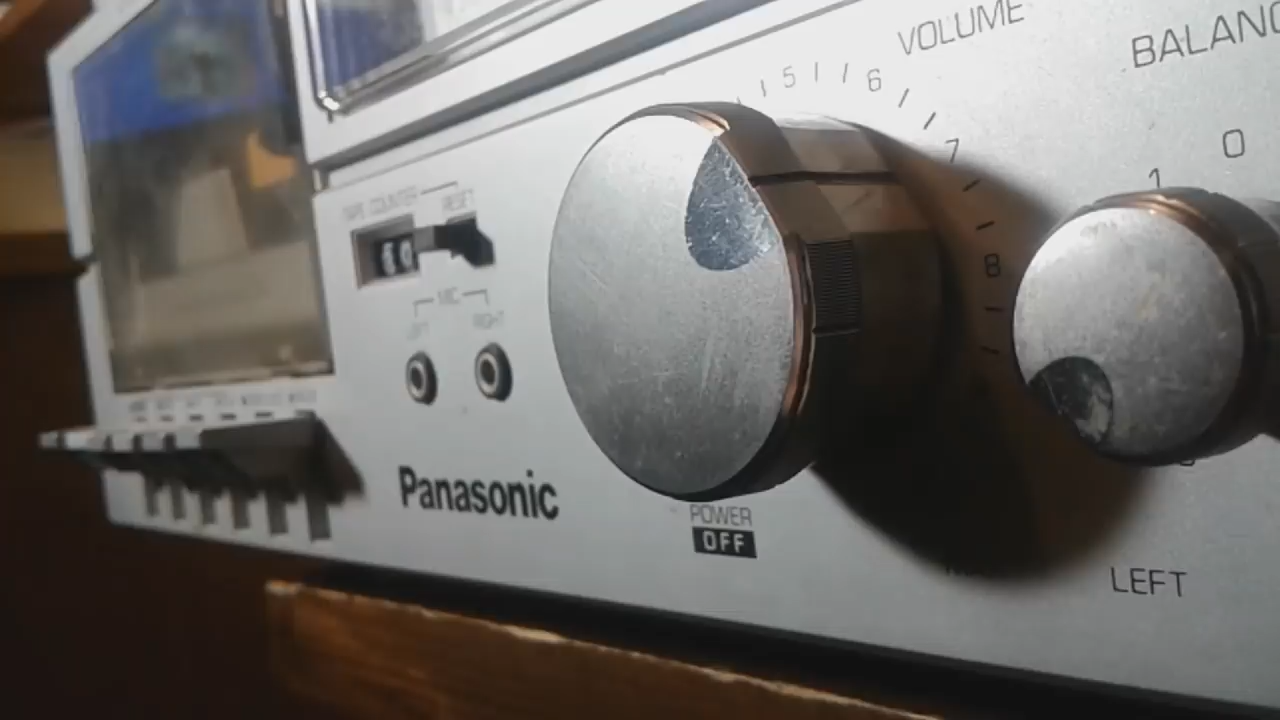 VOLUME
BALANC
5
6
7
8
0
1
TAPE COUNTER
RESET
MIC
LEFT
RIGHT
Panasonic
POWER
OFF
LEFT